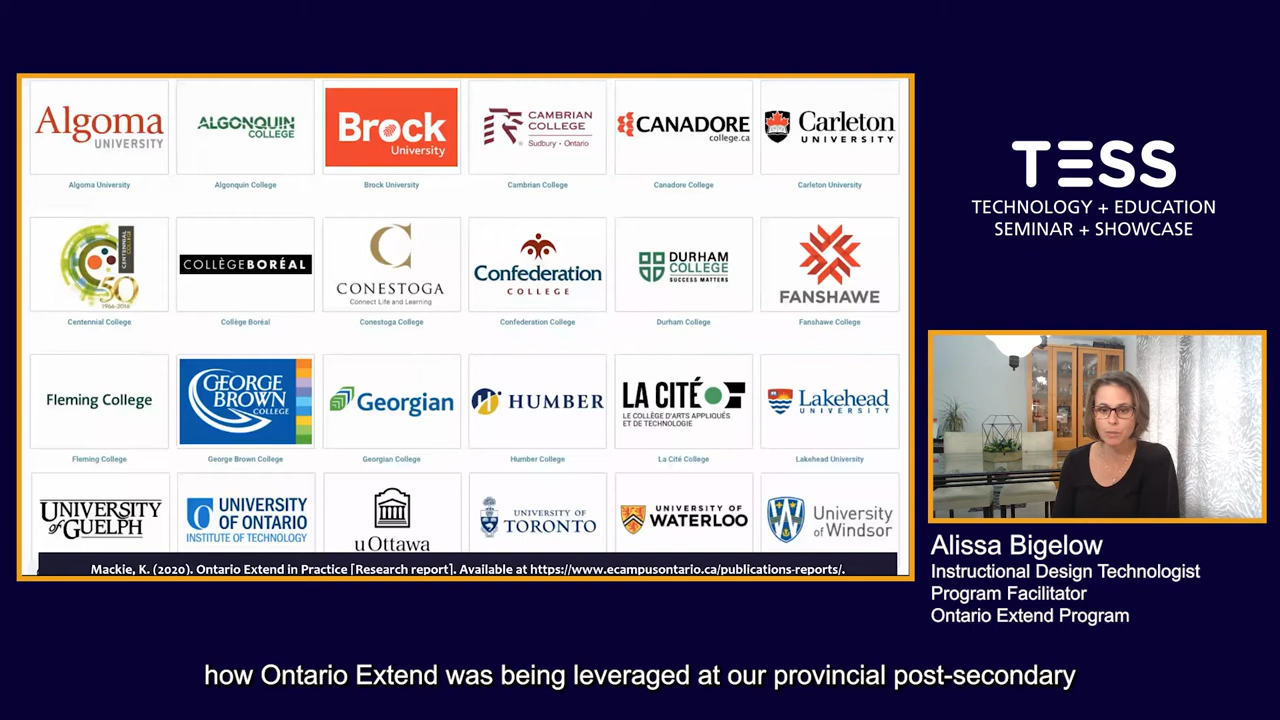 Algoma
UNIVERSITY
Algoma University
ALGONQUIN
COLLEGE
Algonquin College
Brock
University
Brock University
CAMBRIAN
COLLEGE
Sudbury • Ontario
Cambrian College
CANADORE
college.ca
Canadore College
Carleton
UNIVERSITY
Carleton University
CENTENNIAL
COLLEGE
50
1966-2016
Centennial College
COLLÈGEBORÉAL
Collège Boréal
C
CONESTOGA
Connect Life and Learning
Conestoga College
Confederation
COLLEGE
Confederation College
DURHAM
COLLEGE
SUCCESS MATTERS
Durham College
FANSHAWE
Fanshawe College
Fleming College
Fleming College
GEORGE
BROWN
COLLEGE
George Brown College
Georgian
Georgian College
HUMBER
Humber College
LA CITÉ
LE COLLÈGE D'ARTS APPLIQUÉS
ET DE TECHNOLOGIE
La Cité College
Lakehead
UNIVERSITY
Lakehead University
UNIVERSITY
of GUELPH
UNIVERSITY
OF ONTARIO
INSTITUTE OF TECHNOLOGY
uOttawa
UNIVERSITY OF
TORONTO
UNIVERSITY OF
WATERLOO
University
of Windsor
Mackie, K. (2020). Ontario Extend in Practice [Research report]. Available at https://www.ecampusontario.ca/publications-reports/.
TESS
TECHNOLOGY + EDUCATION
SEMINAR + SHOWCASE
Alissa Bigelow
Instructional Design Technologist
Program Facilitator
Ontario Extend Program
how Ontario Extend was being leveraged at our provincial post-secondary